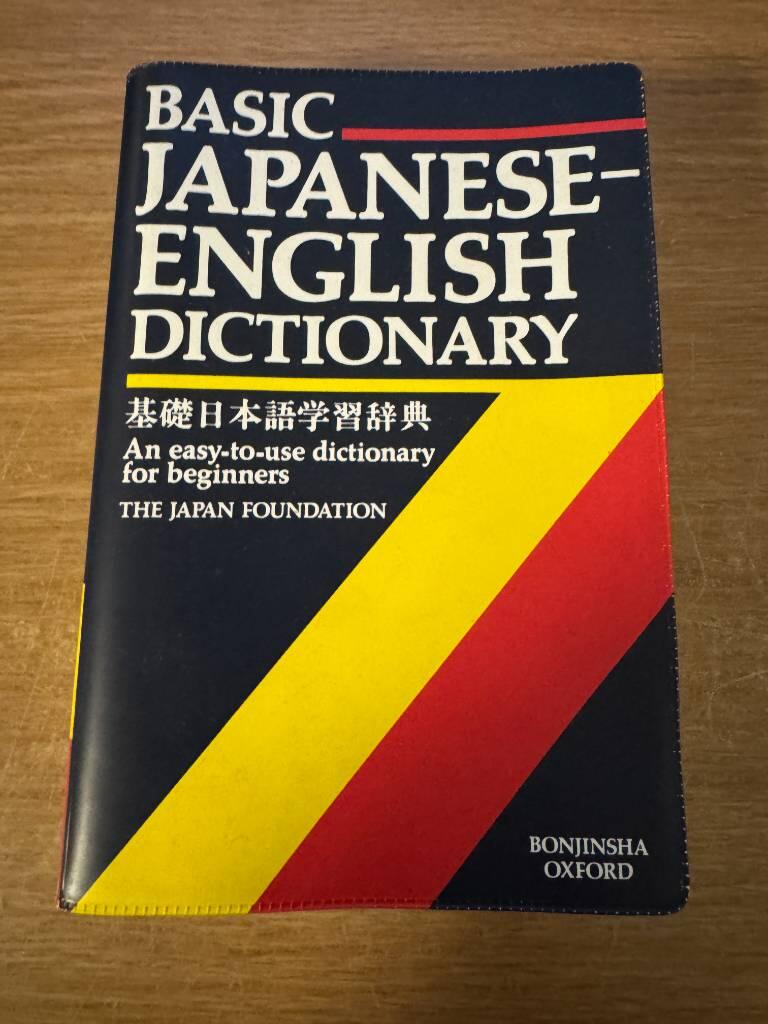 BASIC
JAPANESE-
ENGLISH
DICTIONARY
基礎日本語学習辞典
An easy-to-use dictionary
for beginners
THE JAPAN FOUNDATION
BONJINSHA
OXFORD